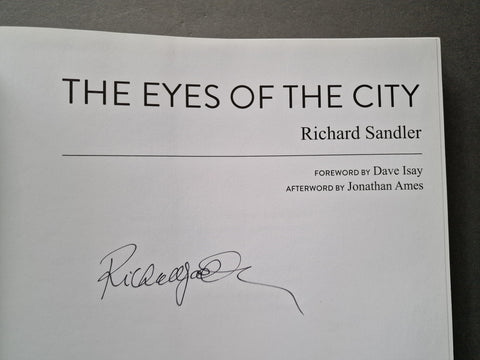 THE EYES OF THE CITY
Richard Sandler
FOREWORD BY Dave Isay
AFTERWORD BY Jonathan Ames